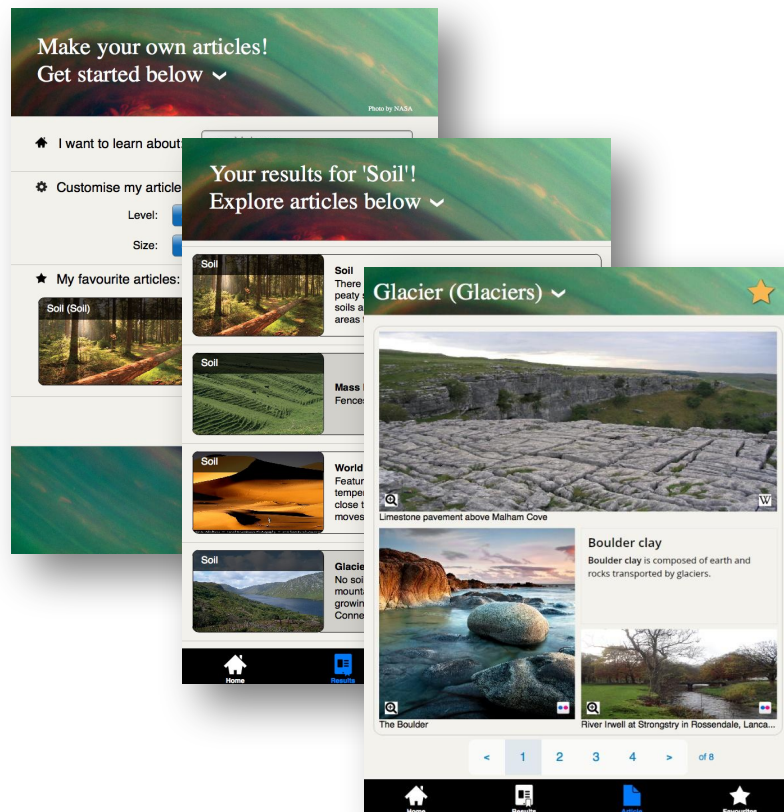 Make your own articles!
Get started below
Photo by NASA
I want to learn about:
Customise my article
Level:
Size:
My favourite articles:
Soil (Soil)
Your results for 'Soil'!
Explore articles below
Soil
Soil
There
peaty
soils a
areas
Soil
Mass
Fences
Soil
World
Featur
temper
close t
moves
Soil
Glacie
No soi
mounta
growin
Conne
Home
Results
Glacier (Glaciers)
W
Limestone pavement above Malham Cove
Boulder clay
Boulder clay is composed of earth and
rocks transported by glaciers.
The Boulder
River Irwell at Strongstry in Rossendale, Lanca...
< 1 2 3 4 > of 8
Home
Results
Article
Favourites